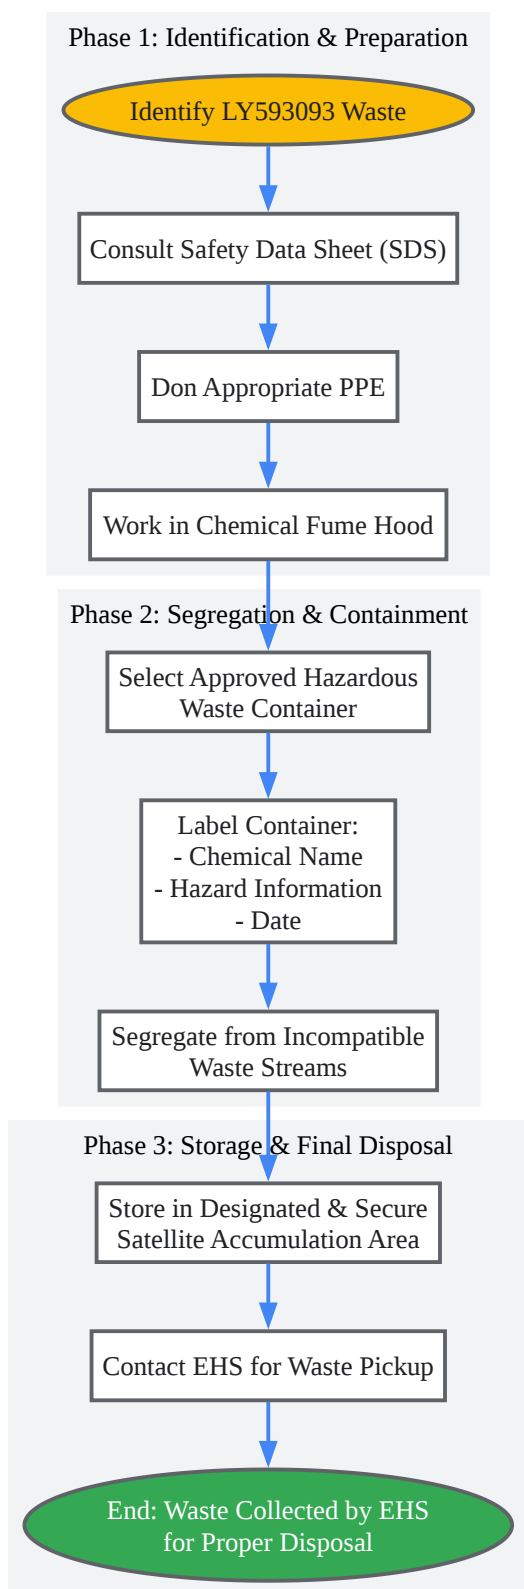 Phase 1: Identification & Preparation
Identify LY593093 Waste
Consult Safety Data Sheet (SDS)
Don Appropriate PPE
Work in Chemical Fume Hood
Phase 2: Segregation & Containment
Select Approved Hazardous
Waste Container
Label Container:
- Chemical Name
- Hazard Information
- Date
Segregate from Incompatible
Waste Streams
Phase 3: Storage & Final Disposal
Store in Designated & Secure
Satellite Accumulation Area
Contact EHS for Waste Pickup
End: Waste Collected by EHS
for Proper Disposal